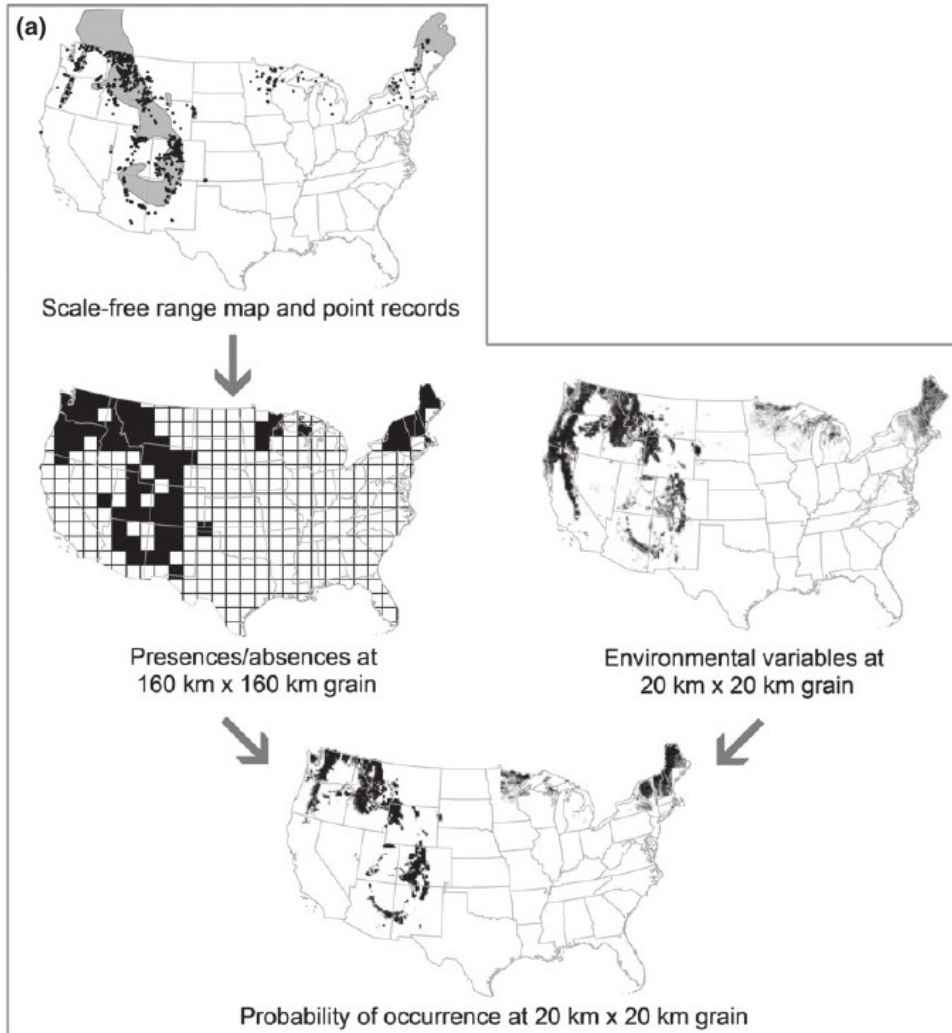 (a)
Scale-free range map and point records
Presences/absences at
160 km x 160 km grain
Environmental variables at
20 km x 20 km grain
Probability of occurrence at 20 km x 20 km grain